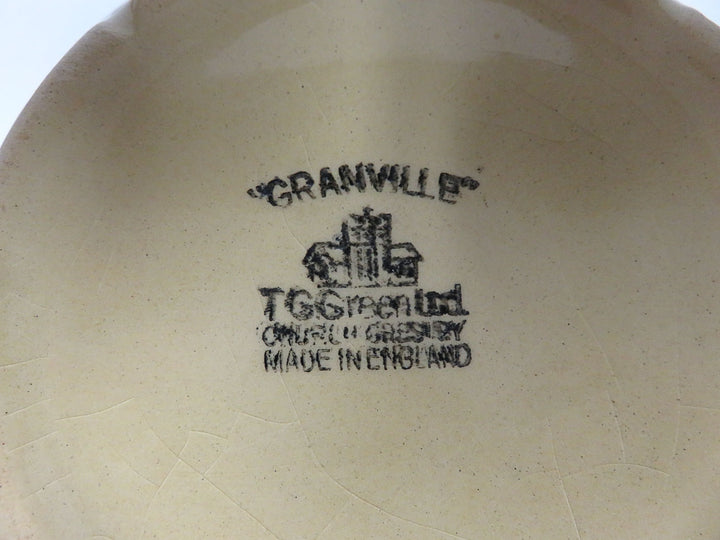 "GRANVILLE"
T G Green Ltd.
CHURCH GRESLEY
MADE IN ENGLAND